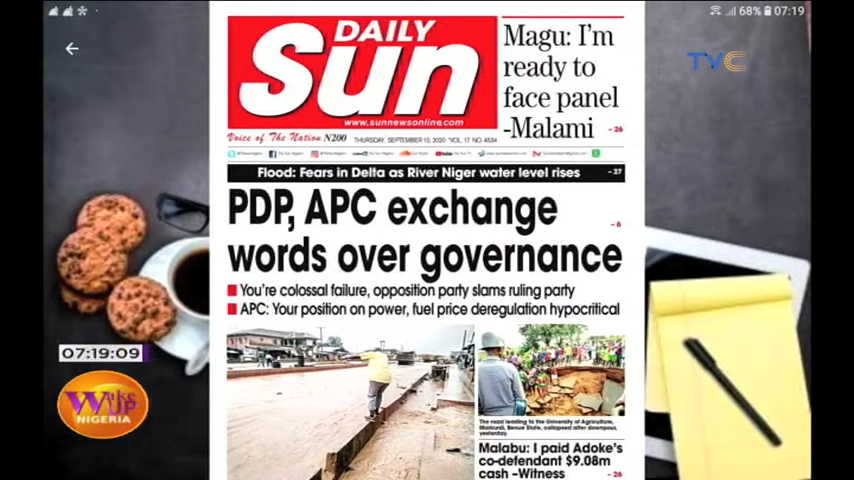 68% 07:19
TVC
DAILY
Sun
www.sunnewsonline.com
Voice of The Nation N200 THURSDAY, SEPTEMBER 10, 2020 VOL. 17 NO. 4534
Magu: I'm
ready to
face panel
-Malami - 26
Flood: Fears in Delta as River Niger water level rises - 27
PDP, APC exchange
words over governance
- 6
You're colossal failure, opposition party slams ruling party
APC: Your position on power, fuel price deregulation hypocritical
The road leading to the University of Agriculture,
Makurdi, Benue State, collapsed after downpour,
yesterday.
Malabu: I paid Adoke's
co-defendant $9.08m
cash -Witness - 26
07:19:09
Wake
UP
NIGERIA